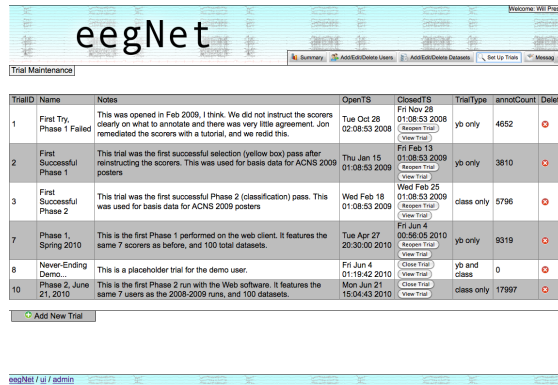 Welcome: Will Pres
eegNet
Summary Add/Edit/Delete Users Add/Edit/Delete Datasets Set Up Trials Messag
Trial Maintenance
TrialID Name Notes OpenTS ClosedTS TrialType annotCount Delet
1 First Try, Phase 1 Failed This was opened in Feb 2009, I think. We did not instruct the scorers clearly on what to annotate and there was very little agreement. Jon remediated the scorers with a tutorial, and we redid this. Tue Oct 28 02:08:53 2008 Fri Nov 28 01:08:53 2008 Reopen Trial View Trial yb only 4652
2 First Successful Phase 1 This trial was the first successful selection (yellow box) pass after reinstructing the scorers. This was used for basis data for ACNS 2009 posters Thu Jan 15 01:08:53 2009 Fri Feb 13 01:08:53 2009 Reopen Trial View Trial yb only 3810
3 First Successful Phase 2 This trial was the first successful Phase 2 (classification) pass. This was used for basis data for ACNS 2009 posters Wed Feb 18 01:08:53 2009 Wed Feb 25 01:08:53 2009 Reopen Trial View Trial class only 5796
7 Phase 1, Spring 2010 This is the first Phase 1 performed on the web client. It features the same 7 scorers as before, and 100 total datasets. Tue Apr 27 20:30:00 2010 Fri Jun 4 00:56:05 2010 Reopen Trial View Trial yb only 9319
8 Never-Ending Demo... This is a placeholder trial for the demo user. Fri Jun 4 01:19:42 2010 Close Trial View Trial yb and class 0
10 Phase 2, June 21, 2010 This is the first Phase 2 run with the Web software. It features the same 7 users as the 2008-2009 runs, and 100 datasets. Mon Jun 21 15:04:43 2010 Close Trial View Trial class only 17997
Add New Trial
eegNet / ui / admin